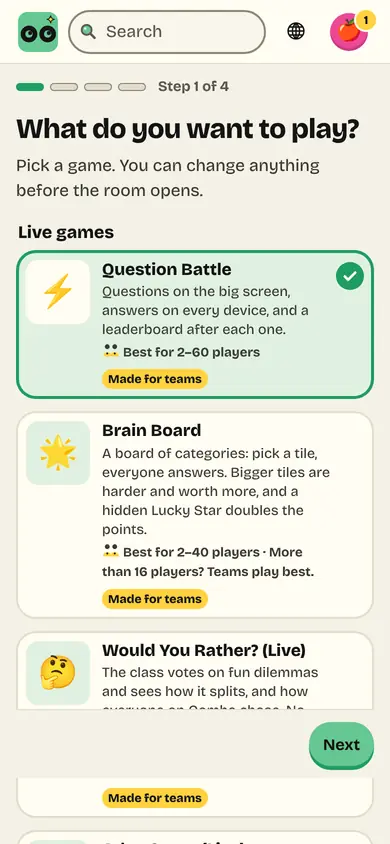 Search
1
Step 1 of 4
What do you want to play?
Pick a game. You can change anything
before the room opens.
Live games
Question Battle
Questions on the big screen,
answers on every device, and a
leaderboard after each one.
Best for 2–60 players
Made for teams
Brain Board
A board of categories: pick a tile,
everyone answers. Bigger tiles are
harder and worth more, and a
hidden Lucky Star doubles the
points.
Best for 2–40 players · More
than 16 players? Teams play best.
Made for teams
Would You Rather? (Live)
The class votes on fun dilemmas
and sees how it splits, and how
Next
Made for teams